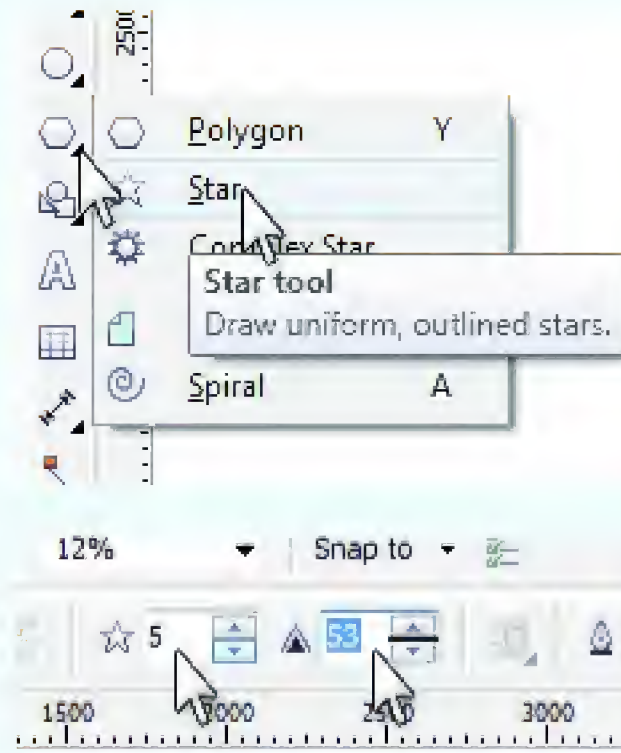 2500
Polygon Y
Star
Complex Star
Star tool
Draw uniform, outlined stars.
Spiral A
12% Snap to
5 53
1500 2000 2500 3000